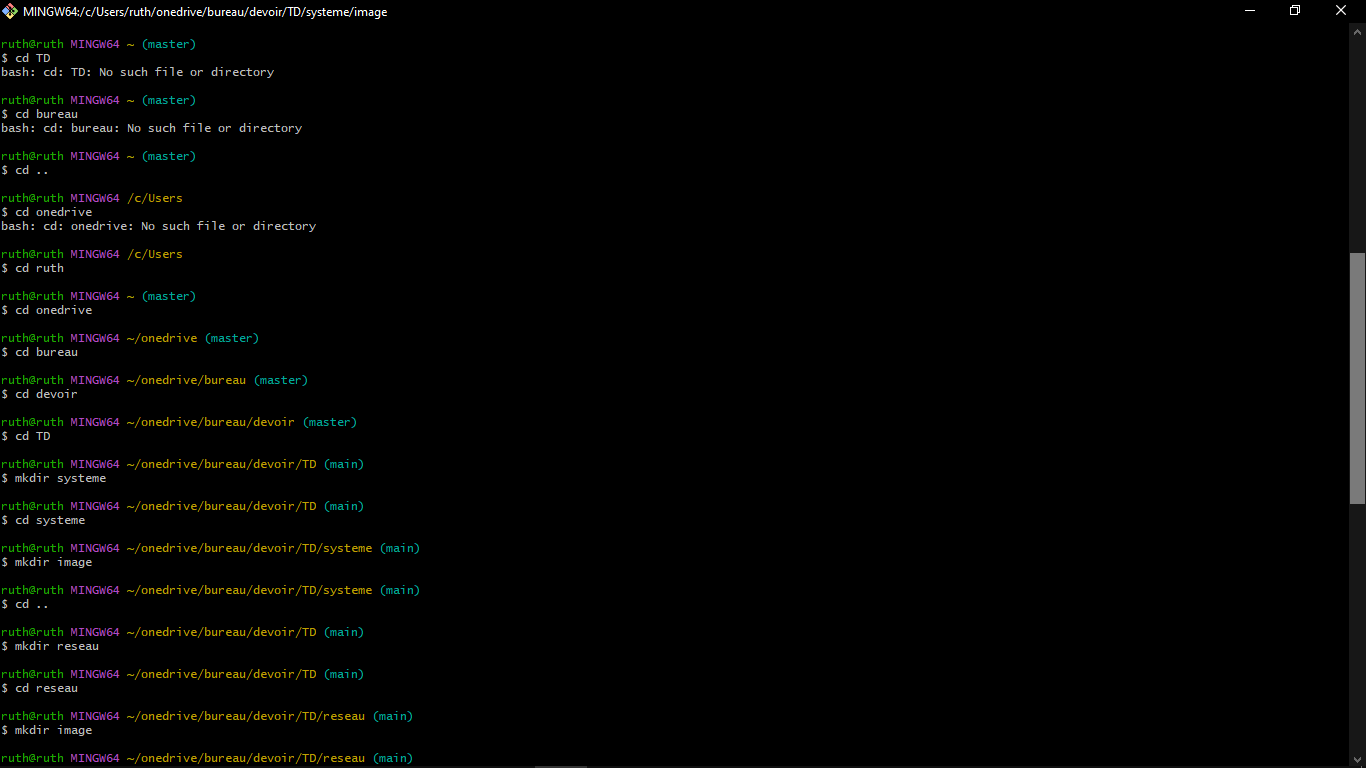 MINGW64:/c/Users/ruth/onedrive/bureau/devoir/TD/systeme/image
ruth@ruth MINGW64 ~ (master)
$ cd TD
bash: cd: TD: No such file or directory
ruth@ruth MINGW64 ~ (master)
$ cd bureau
bash: cd: bureau: No such file or directory
ruth@ruth MINGW64 ~ (master)
$ cd ..
ruth@ruth MINGW64 /c/Users
$ cd onedrive
bash: cd: onedrive: No such file or directory
ruth@ruth MINGW64 /c/Users
$ cd ruth
ruth@ruth MINGW64 ~ (master)
$ cd onedrive
ruth@ruth MINGW64 ~/onedrive (master)
$ cd bureau
ruth@ruth MINGW64 ~/onedrive/bureau (master)
$ cd devoir
ruth@ruth MINGW64 ~/onedrive/bureau/devoir (master)
$ cd TD
ruth@ruth MINGW64 ~/onedrive/bureau/devoir/TD (main)
$ mkdir systeme
ruth@ruth MINGW64 ~/onedrive/bureau/devoir/TD (main)
$ cd systeme
ruth@ruth MINGW64 ~/onedrive/bureau/devoir/TD/systeme (main)
$ mkdir image
ruth@ruth MINGW64 ~/onedrive/bureau/devoir/TD/systeme (main)
$ cd ..
ruth@ruth MINGW64 ~/onedrive/bureau/devoir/TD (main)
$ mkdir reseau
ruth@ruth MINGW64 ~/onedrive/bureau/devoir/TD (main)
$ cd reseau
ruth@ruth MINGW64 ~/onedrive/bureau/devoir/TD/reseau (main)
$ mkdir image
ruth@ruth MINGW64 ~/onedrive/bureau/devoir/TD/reseau (main)